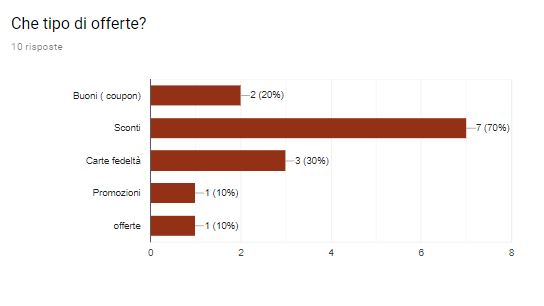 Che tipo di offerte?
10 risposte
Buoni ( coupon)
2 (20%)
Sconti
7 (70%)
Carte fedeltà
3 (30%)
Promozioni
1 (10%)
offerte
1 (10%)
0 2 4 6 8